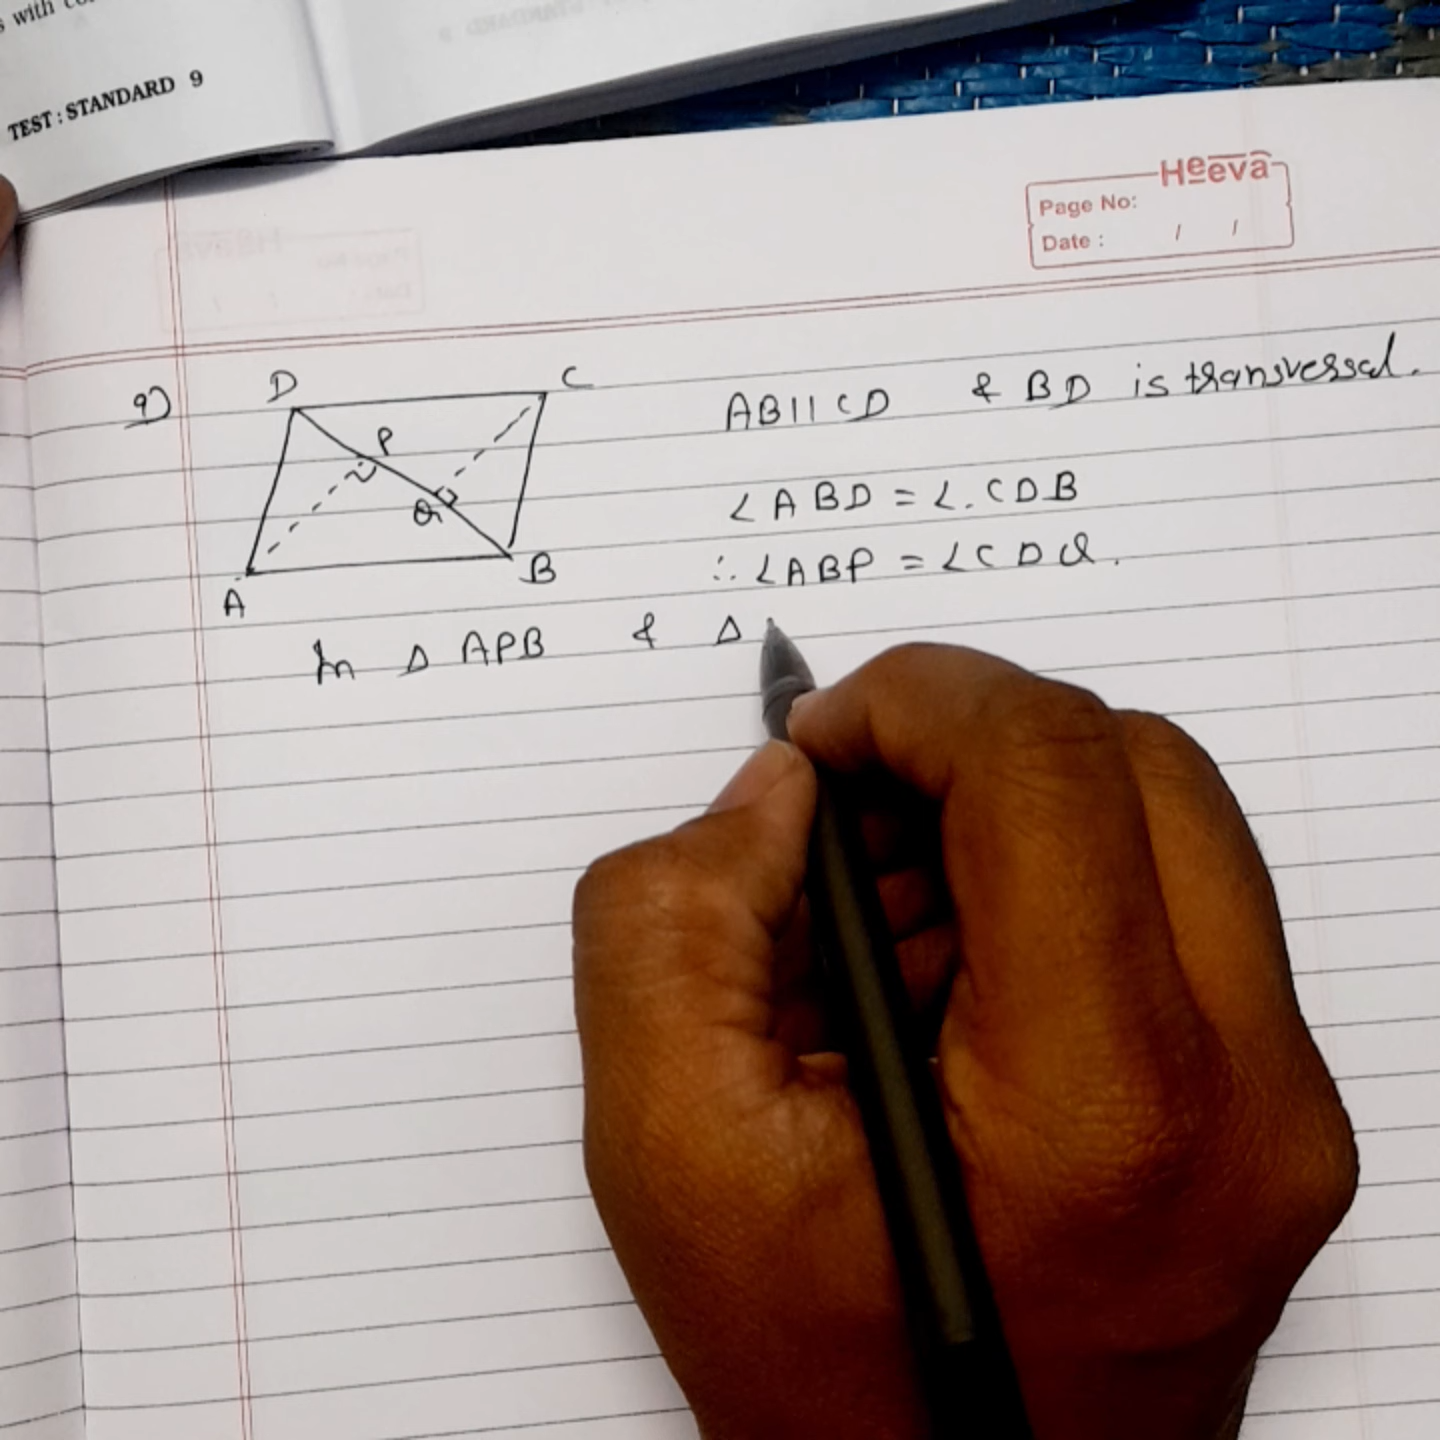 s with
TEST : STANDARD 9
Heeva
Page No:
Date : / /
9)
D C
P
Q
A B
AB || CD & BD is transversal.
∠ABD = ∠.CDB
∴ ∠ABP = ∠CDQ.
In △ APB & △